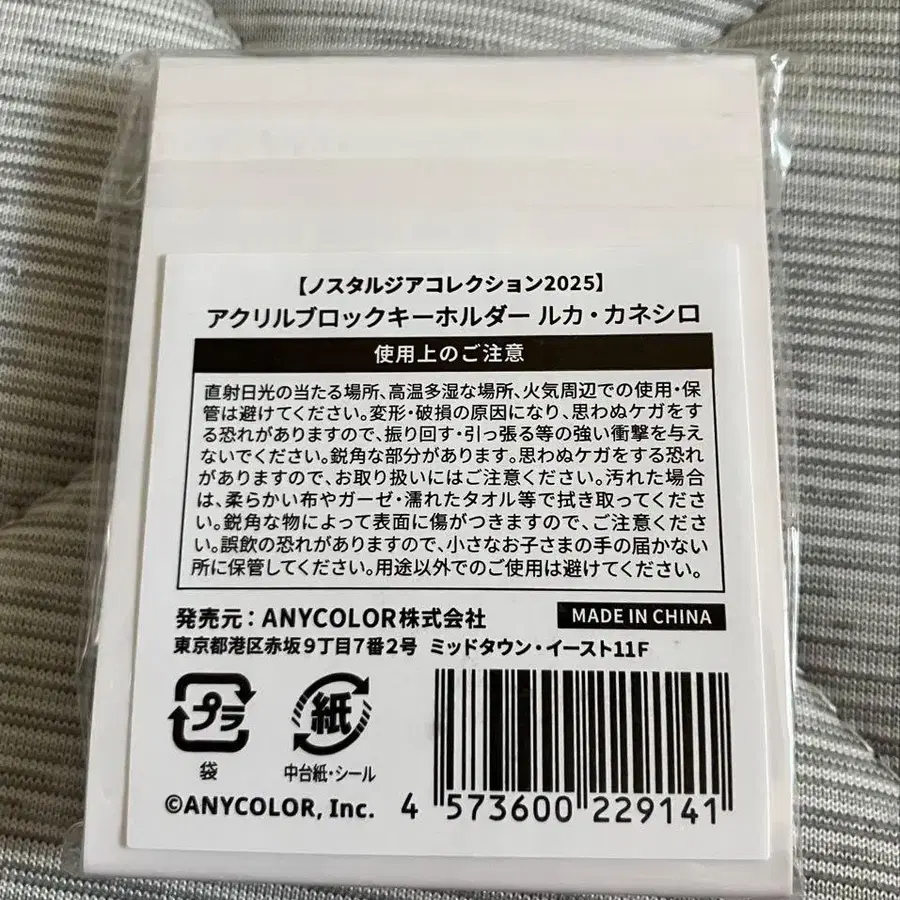 【ノスタルジアコレクション2025】
アクリルブロックキーホルダー ルカ・カネシロ
使用上のご注意
直射日光の当たる場所、高温多湿な場所、火気周辺での使用・保
管は避けてください。変形・破損の原因になり、思わぬケガをす
る恐れがありますので、振り回す・引っ張る等の強い衝撃を与え
ないでください。鋭角な部分があります。思わぬケガをする恐れ
がありますので、お取り扱いにはご注意ください。汚れた場合
は、柔らかい布やガーゼ・濡れたタオル等で拭き取ってくださ
い。鋭角な物によって表面に傷がつきますので、ご注意くださ
い。誤飲の恐れがありますので、小さなお子さまの手の届かない
所に保管してください。用途以外でのご使用は避けてください。
発売元：ANYCOLOR株式会社
MADE IN CHINA
東京都港区赤坂9丁目7番2号 ミッドタウン・イースト11F
プラ
袋
紙
中台紙・シール
©ANYCOLOR, Inc.
4 573600 229141